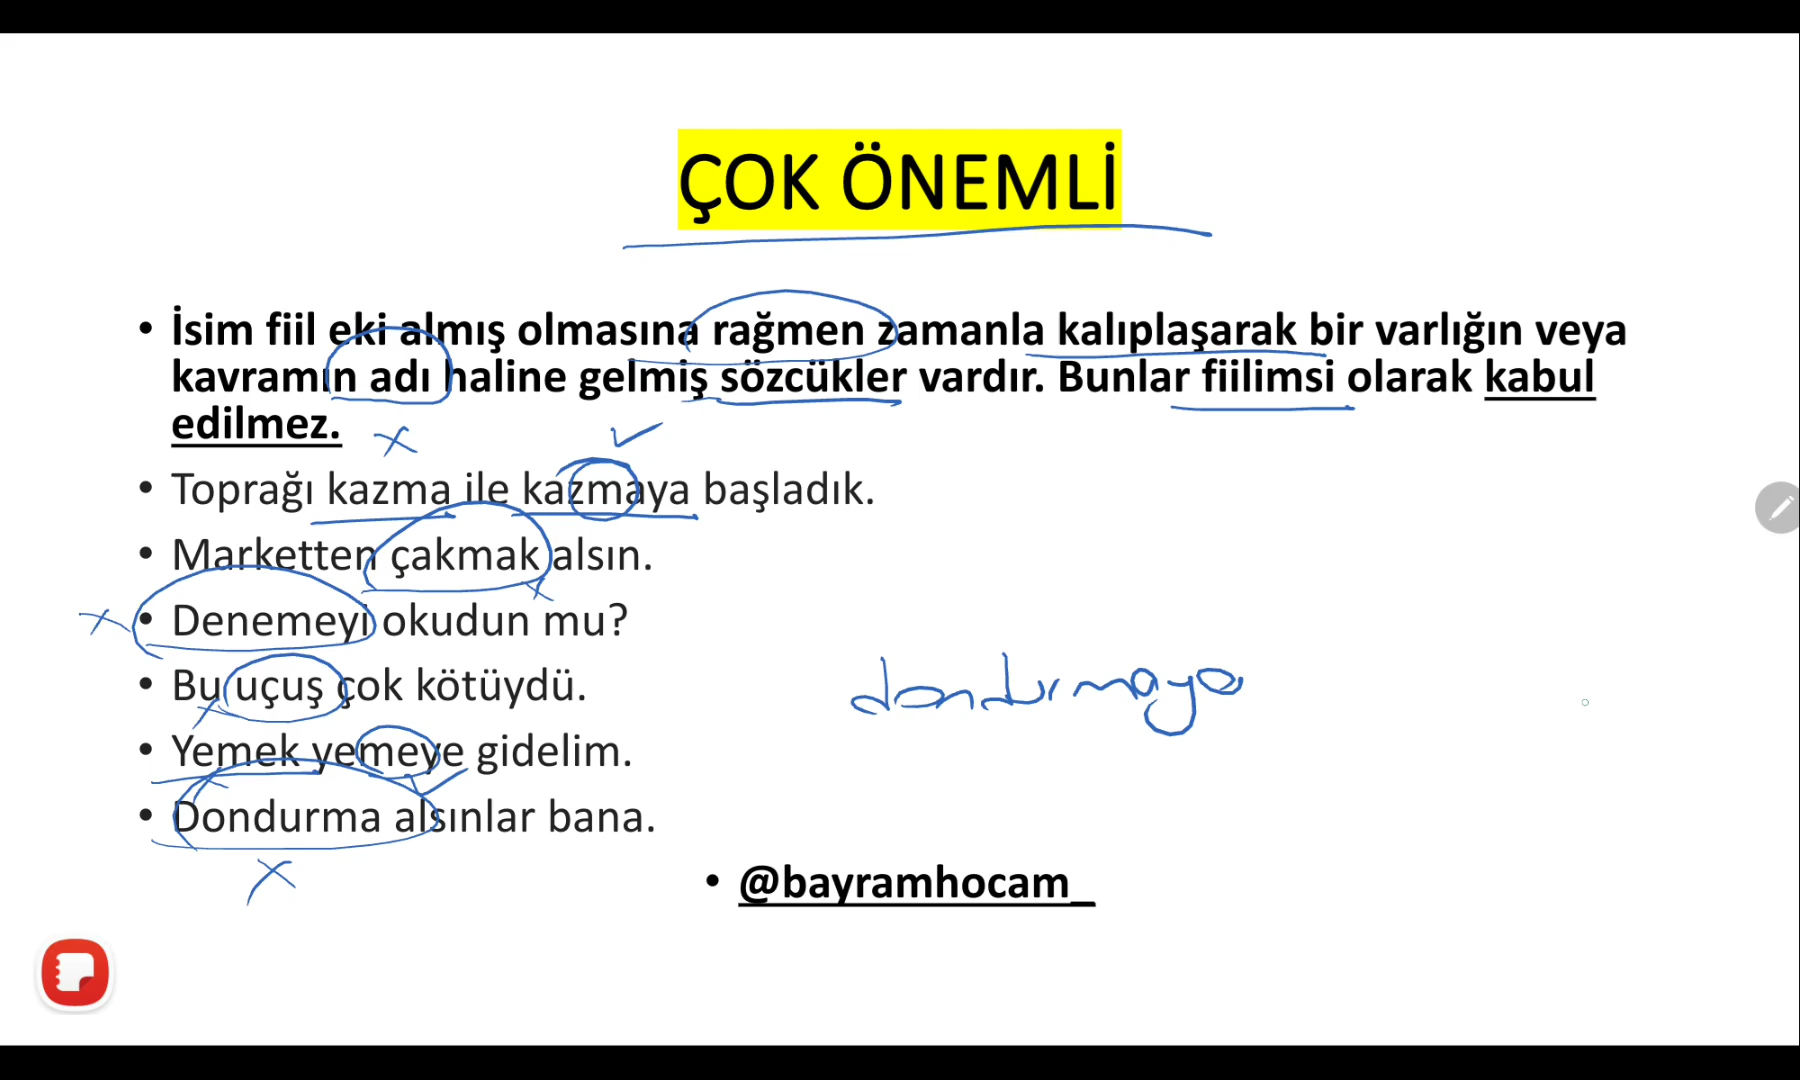 ÇOK ÖNEMLİ
• İsim fiil eki almış olmasına rağmen zamanla kalıplaşarak bir varlığın veya
kavramın adı haline gelmiş sözcükler vardır. Bunlar fiilimsi olarak kabul
edilmez.
• Toprağı kazma ile kazmaya başladık.
• Marketten çakmak alsın.
• Denemeyi okudun mu?
• Bu uçuş çok kötüydü.
dondurmaya
• Yemek yemeye gidelim.
• Dondurma alsınlar bana.
• @bayramhocam_